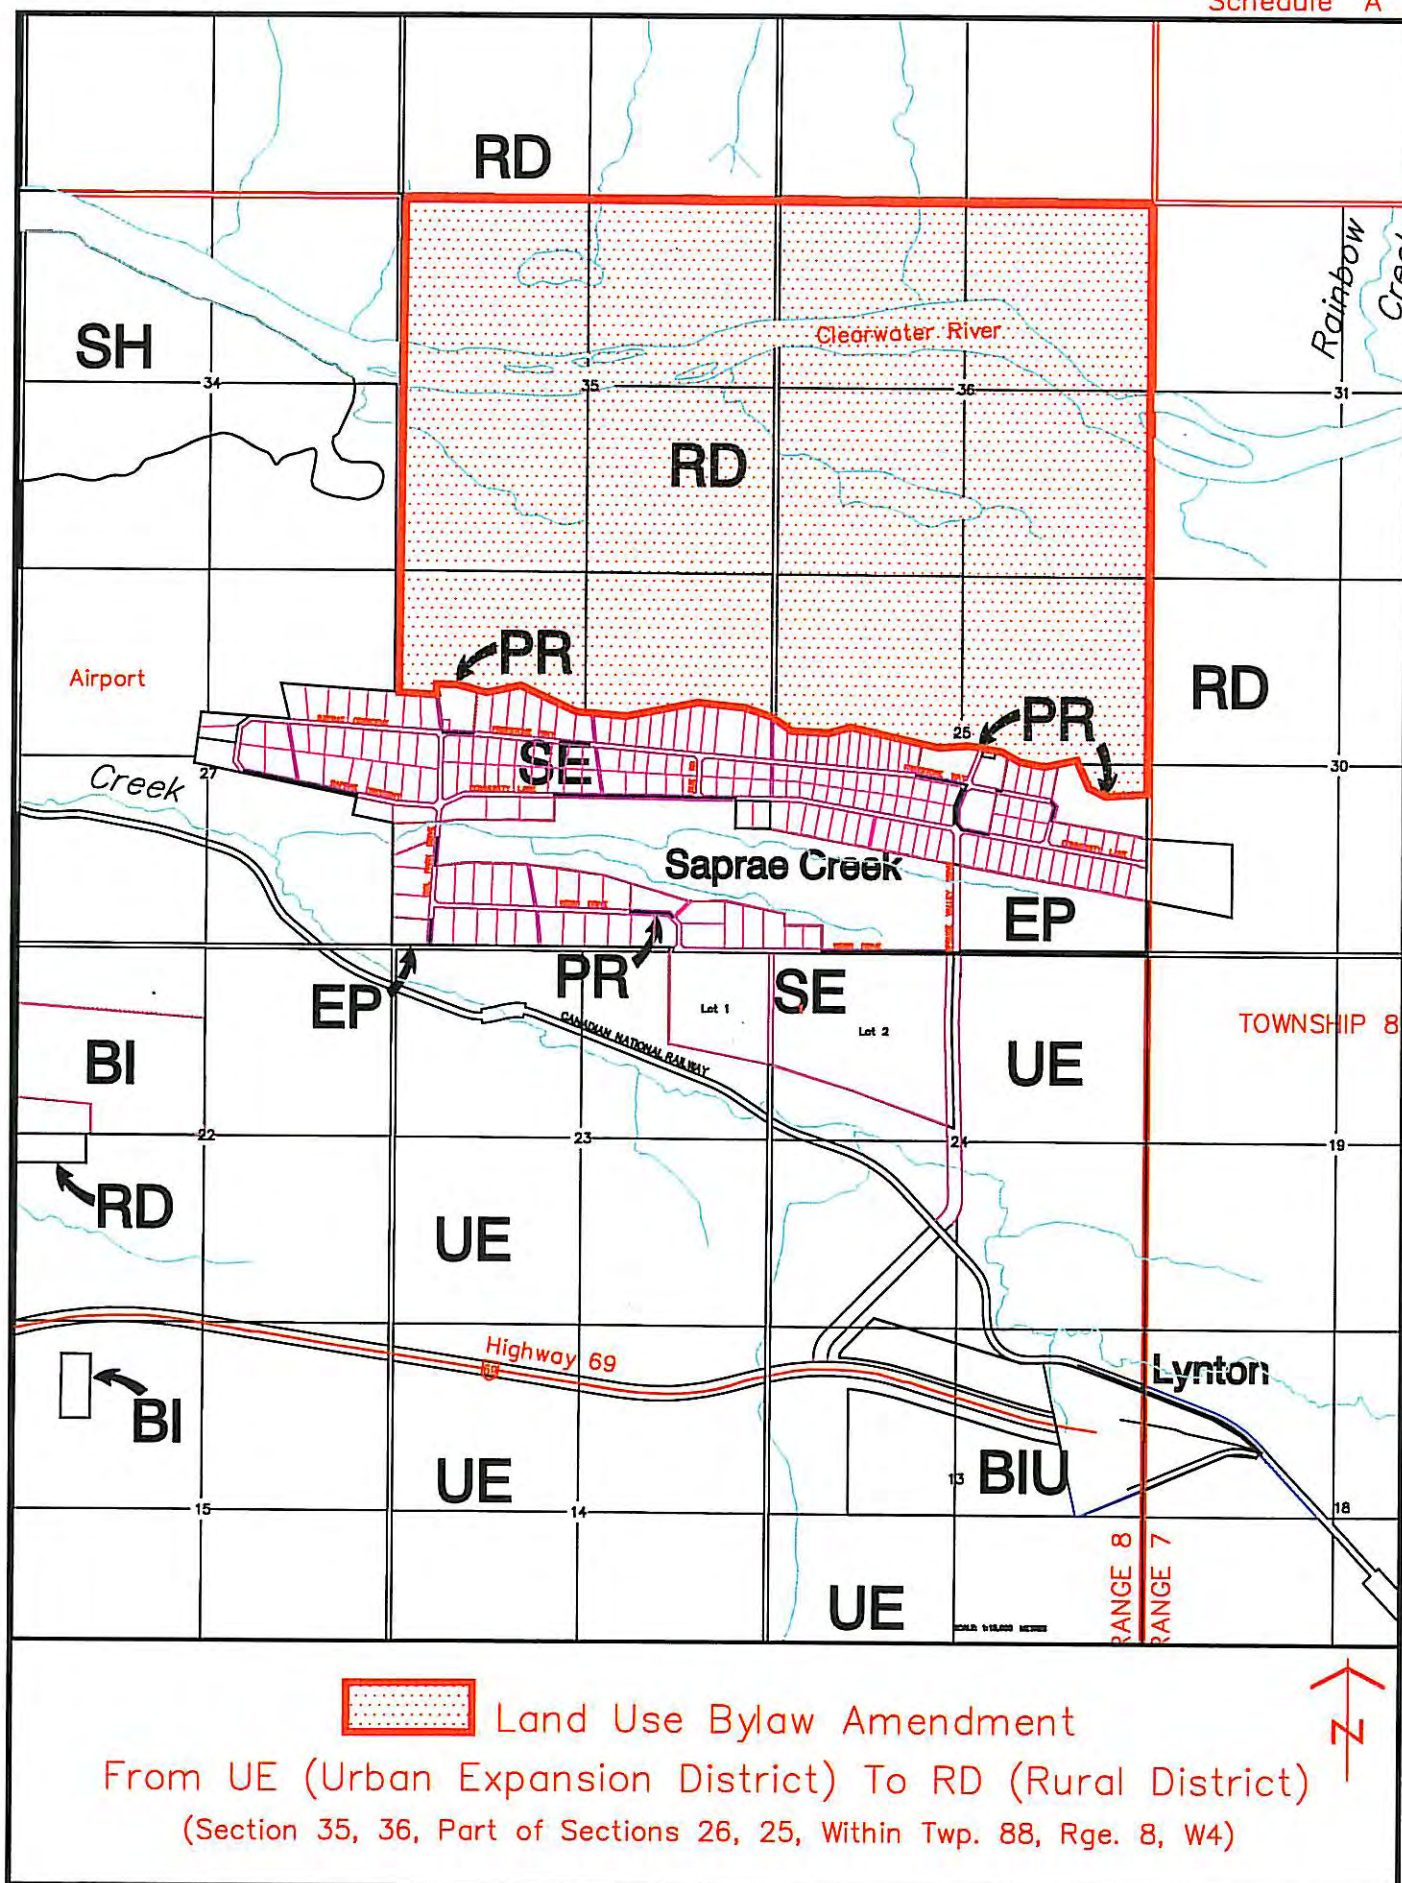 Schedule "A
RD
Rainbow
Creek
SH
Clearwater River
34
35
36
31
RD
PR
Airport
RD
PR
25
SE
27
30
Creek
Saprae Creek
EP
PR
SE
EP
Lot 1
Lot 2
CANADIAN NATIONAL RAILWAY
TOWNSHIP 8
BI
UE
22
23
24
19
RD
UE
Highway 69
69
Lynton
BI
UE
BIU
13
15
14
18
RANGE 8
RANGE 7
UE
Land Use Bylaw Amendment
N
From UE (Urban Expansion District) To RD (Rural District)
(Section 35, 36, Part of Sections 26, 25, Within Twp. 88, Rge. 8, W4)